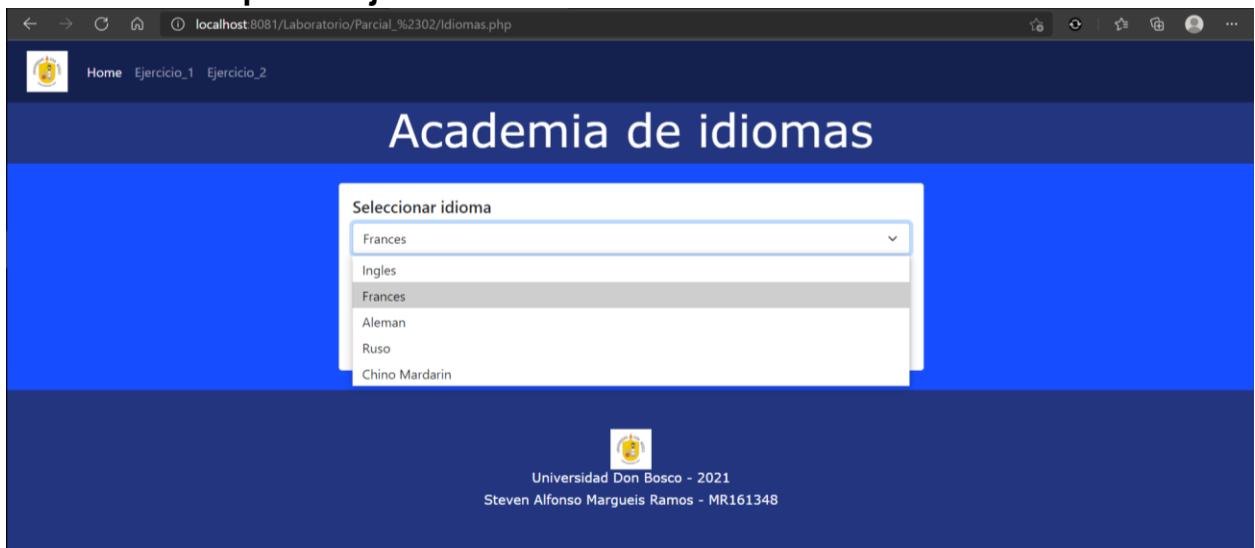 localhost:8081/Laboratorio/Parcial_%2302/Idiomas.php
Home Ejercicio_1 Ejercicio_2
Academia de idiomas
Seleccionar idioma
Frances
Ingles
Frances
Aleman
Ruso
Chino Mardarin
Universidad Don Bosco - 2021
Steven Alfonso Margueis Ramos - MR161348